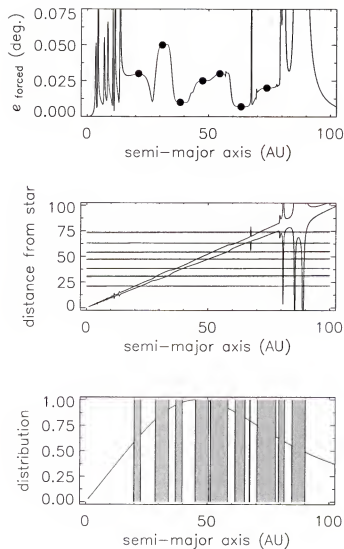 e forced (deg.)
0.075
0.050
0.025
0.000
0 50 100
semi-major axis (AU)
distance from star
100
75
50
25
0
0 50 100
semi-major axis (AU)
distribution
1.00
0.75
0.50
0.25
0.00
0 50 100
semi-major axis (AU)